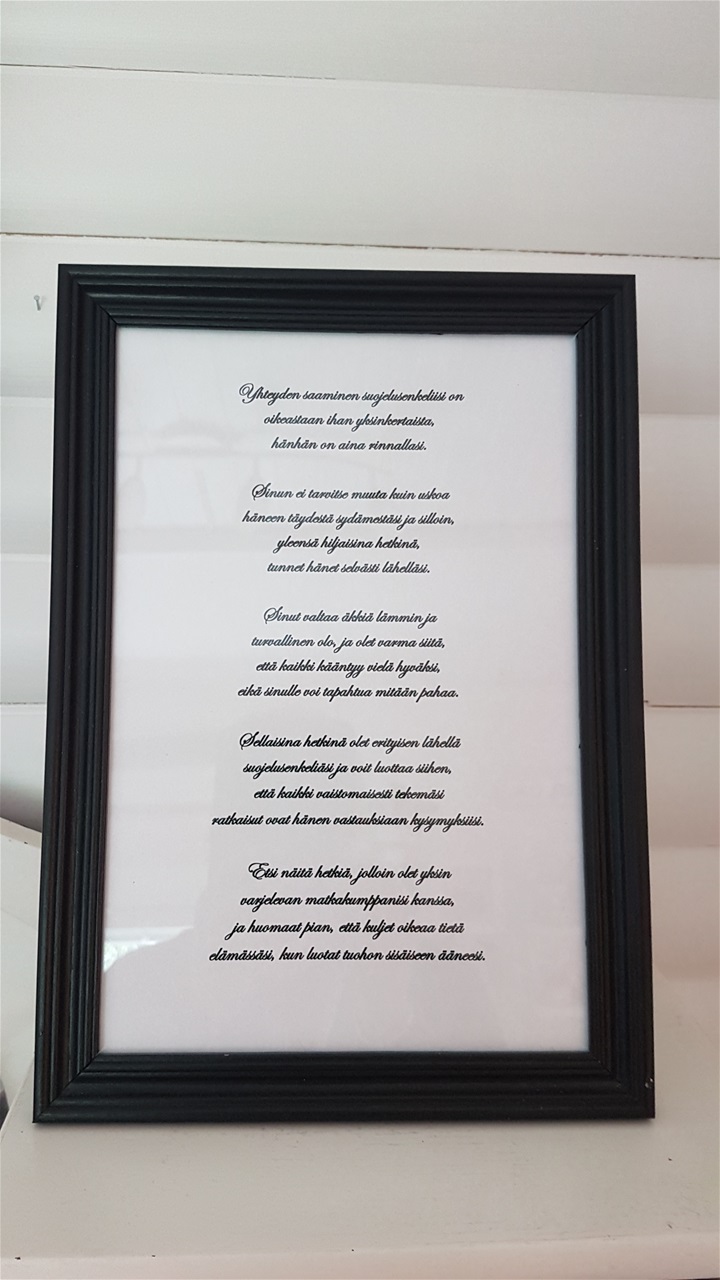 Yhteyden saaminen suojelusenkeliisi on
oikeastaan ihan yksinkertaista,
hänhän on aina rinnallasi.
Sinun ei tarvitse muuta kuin uskoa
häneen täydestä sydämestäsi ja silloin,
yleensä hiljaisina hetkinä,
tunnet hänet selvästi lähelläsi.
Sinut valtaa äkkiä lämmin ja
turvallinen olo, ja olet varma siitä,
että kaikki kääntyy vielä hyväksi,
eikä sinulle voi tapahtua mitään pahaa.
Sellaisina hetkinä olet erityisen lähellä
suojelusenkeliäsi ja voit luottaa siihen,
että kaikki vaistomaisesti tekemäsi
ratkaisut ovat hänen vastauksiaan kysymyksiisi.
Etsi näitä hetkiä, jolloin olet yksin
varjelevan matkakumppanisi kanssa,
ja huomaat pian, että kuljet oikeaa tietä
elämässäsi, kun luotat tuohon sisäiseen ääneesi.